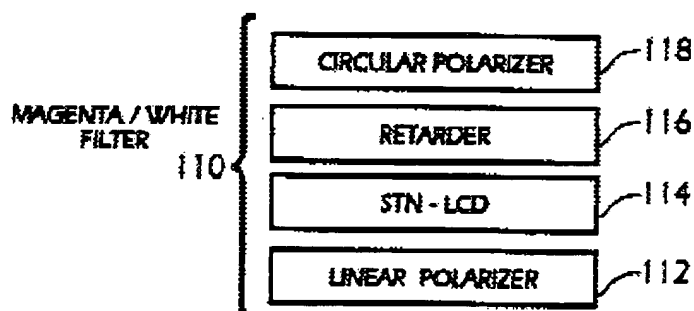 CIRCULAR POLARIZER 118
MAGENTA / WHITE
FILTER
110
RETARDER 116
STN - LCD 114
LINEAR POLARIZER 112